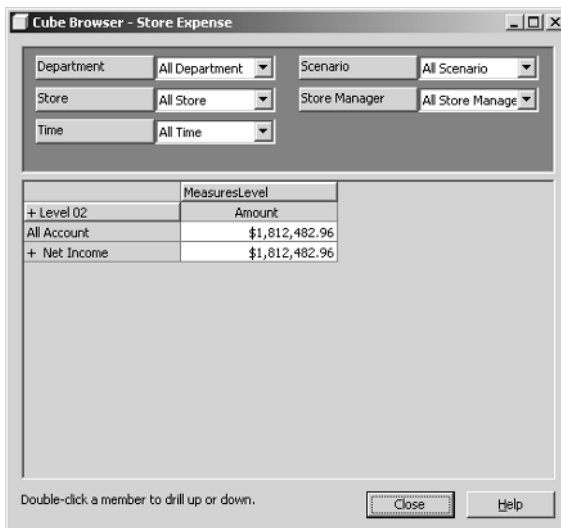 Cube Browser - Store Expense
Department All Department Scenario All Scenario
Store All Store Store Manager All Store Manage
Time All Time
MeasuresLevel
+ Level 02 Amount
All Account $1,812,482.96
+ Net Income $1,812,482.96
Double-click a member to drill up or down. Close Help